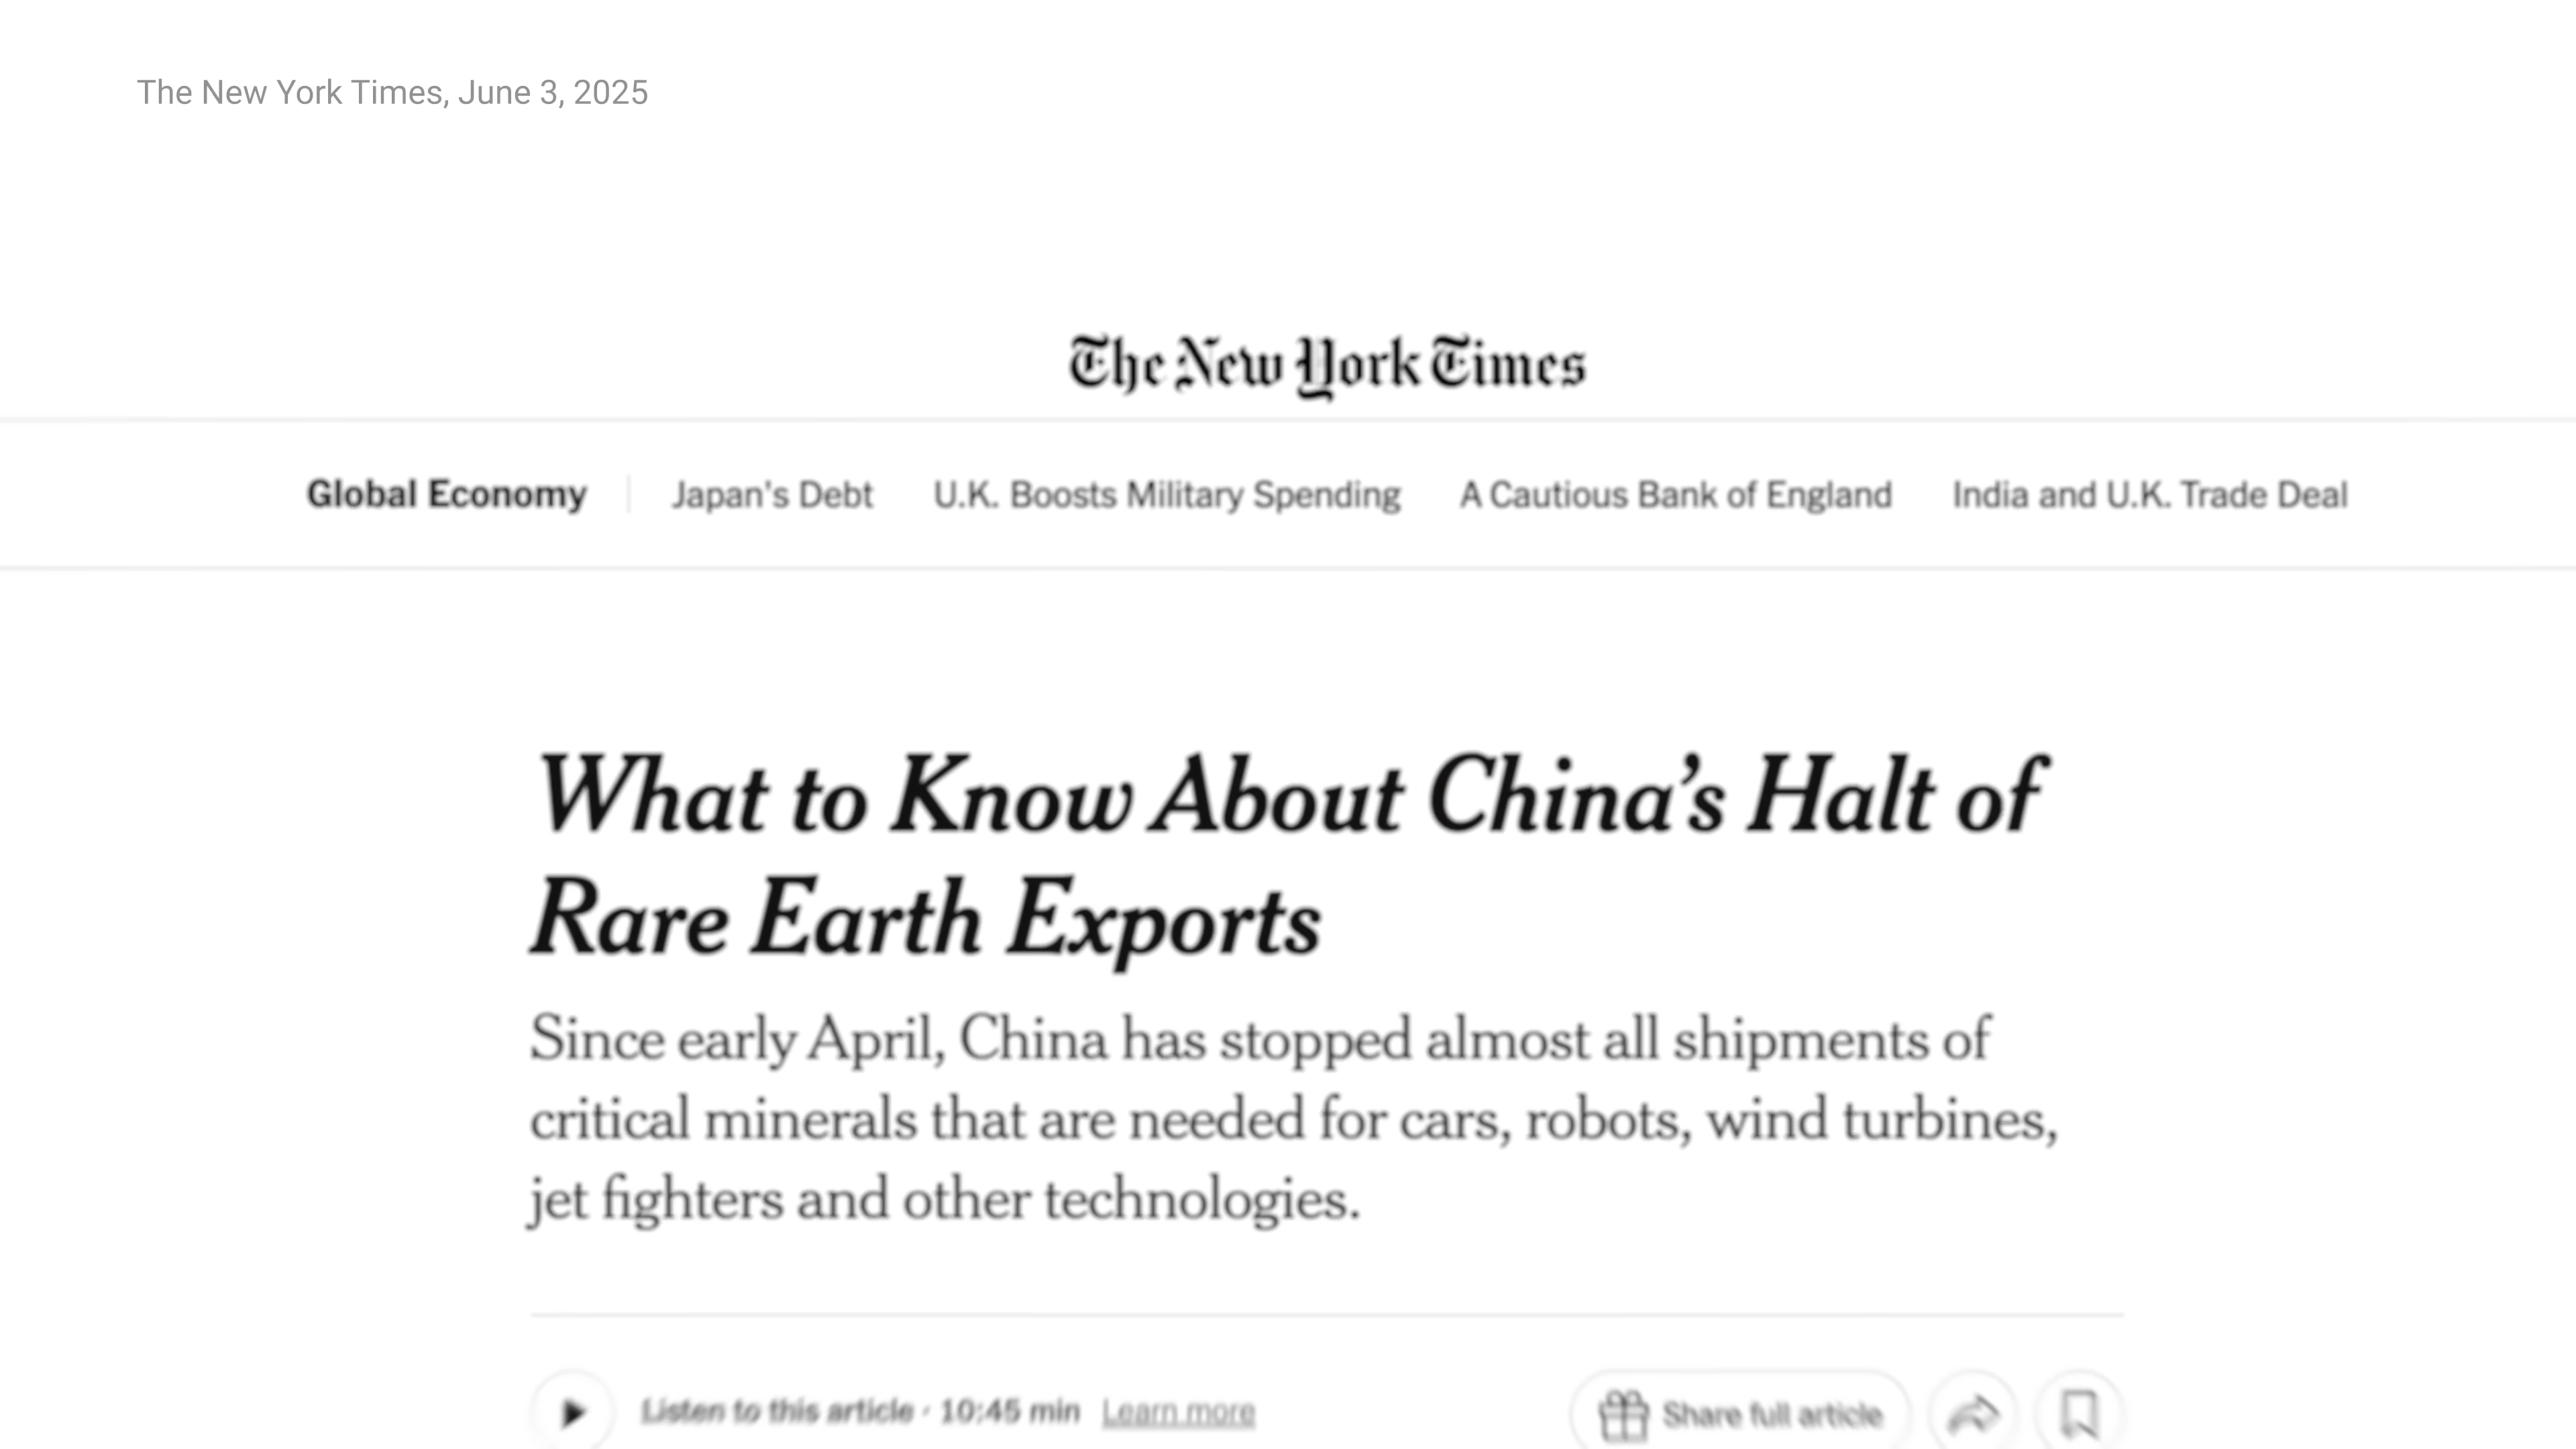 The New York Times, June 3, 2025
The New York Times
Global Economy Japan's Debt U.K. Boosts Military Spending A Cautious Bank of England India and U.K. Trade Deal
What to Know About China’s Halt of
Rare Earth Exports
Since early April, China has stopped almost all shipments of
critical minerals that are needed for cars, robots, wind turbines,
jet fighters and other technologies.
Listen to this article · 10:45 min Learn more Share full article